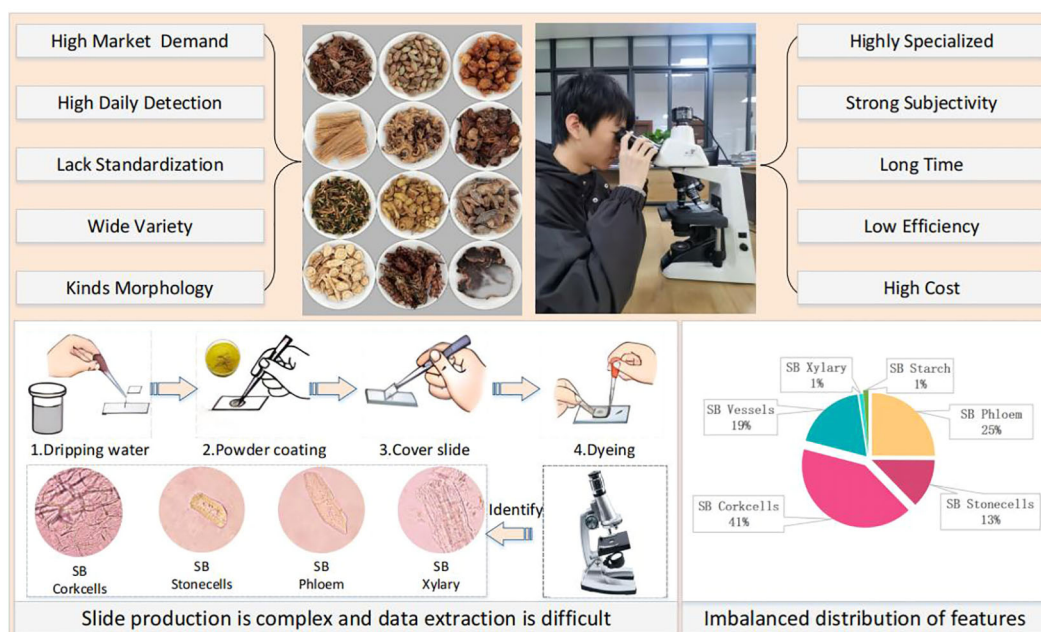 High Market Demand
High Daily Detection
Lack Standardization
Wide Variety
Kinds Morphology
Highly Specialized
Strong Subjectivity
Long Time
Low Efficiency
High Cost
1.Dripping water
2.Powder coating
3.Cover slide
4.Dyeing
SB
Corkcells
SB
Stonecells
SB
Phloem
SB
Xylary
Identify
Slide production is complex and data extraction is difficult
SB Xylary
1%
SB Starch
1%
SB Vessels
19%
SB Phloem
25%
SB Corkcells
41%
SB Stonecells
13%
Imbalanced distribution of features